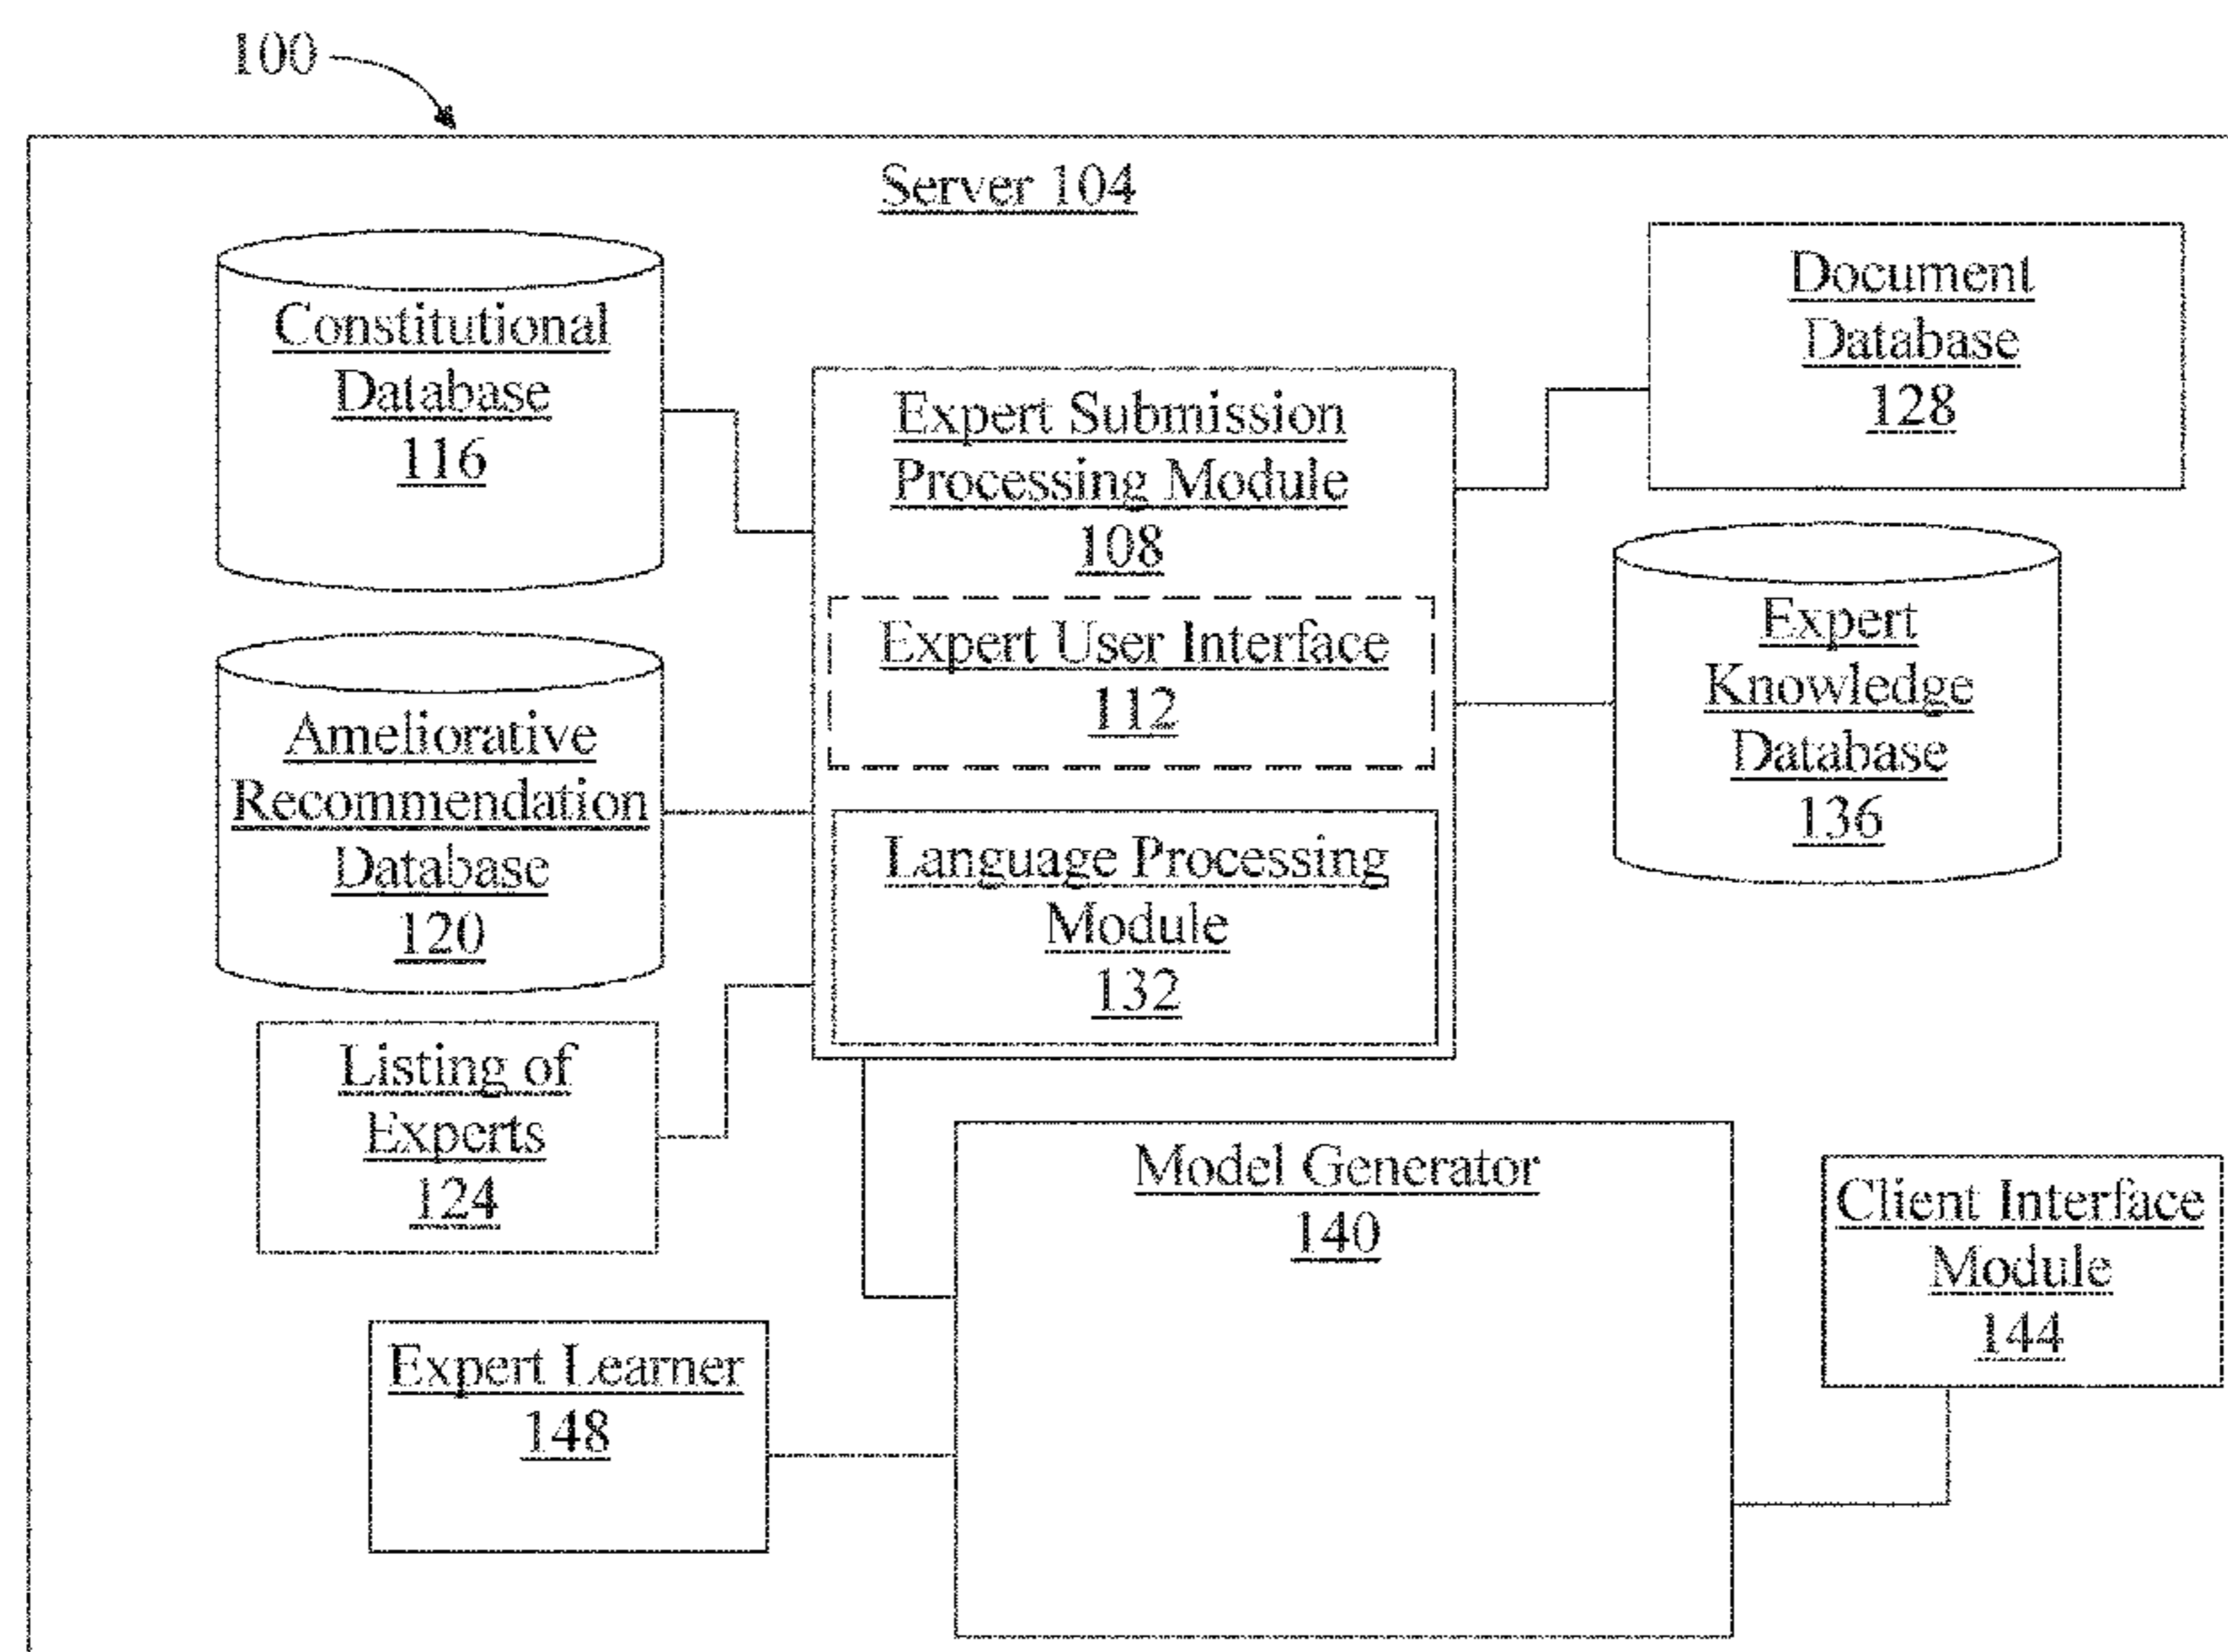 100
Server 104
Constitutional
Database
116
Document
Database
128
Expert Submission
Processing Module
108
Expert User Interface
112
Expert
Knowledge
Database
136
Ameliorative
Recommendation
Database
120
Language Processing
Module
132
Listing of
Experts
124
Model Generator
140
Client Interface
Module
144
Expert Learner
148